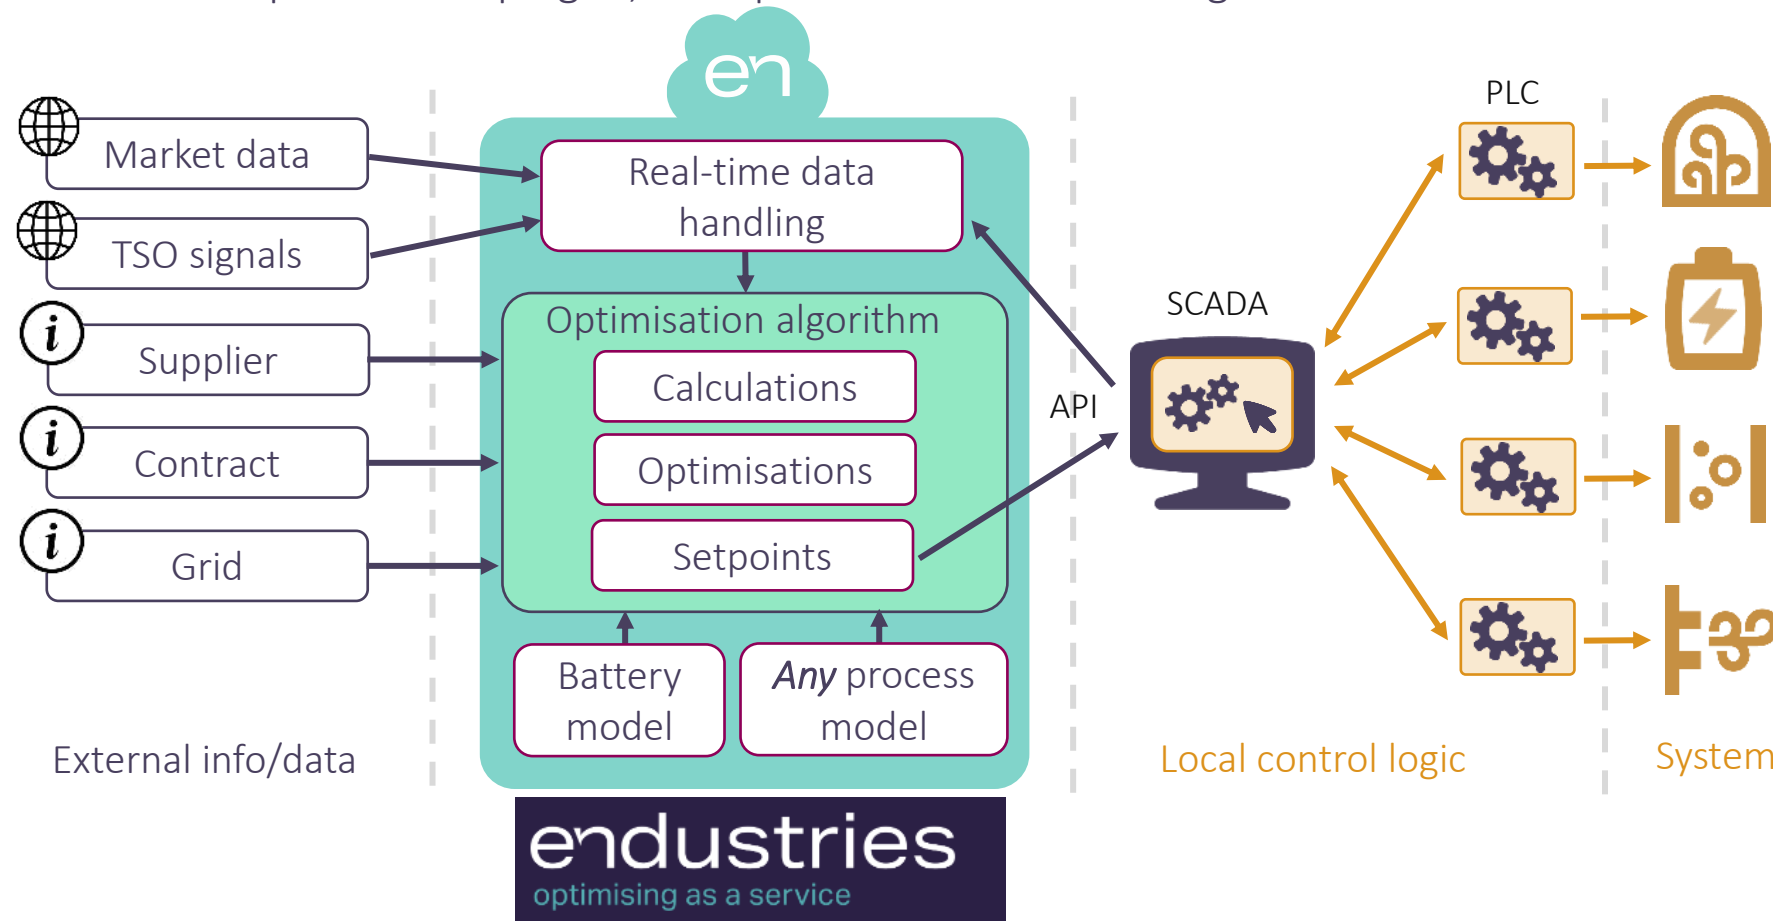 en
Market data
TSO signals
Supplier
Contract
Grid
External info/data
Real-time data
handling
Optimisation algorithm
Calculations
Optimisations
Setpoints
Battery
model
Any process
model
endustries
optimising as a service
API
SCADA
PLC
Local control logic
System